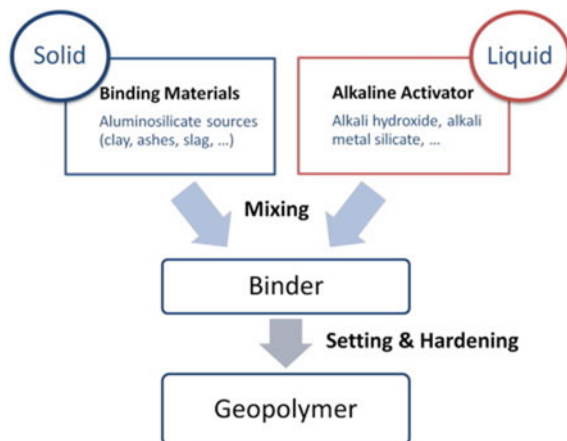 Solid
Liquid
Binding Materials
Aluminosilicate sources
(clay, ashes, slag, ...)
Alkaline Activator
Alkali hydroxide, alkali
metal silicate, ...
Mixing
Binder
Setting & Hardening
Geopolymer